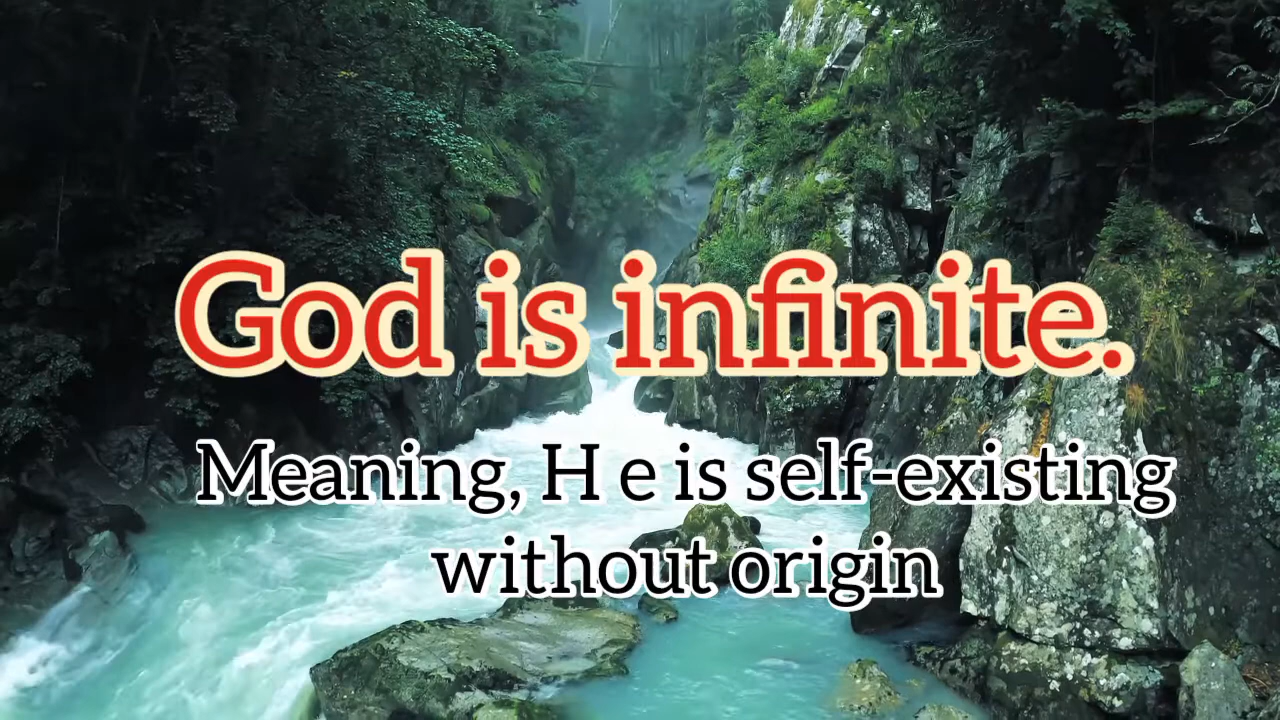 God is infinite.
Meaning, H e is self-existing
without origin